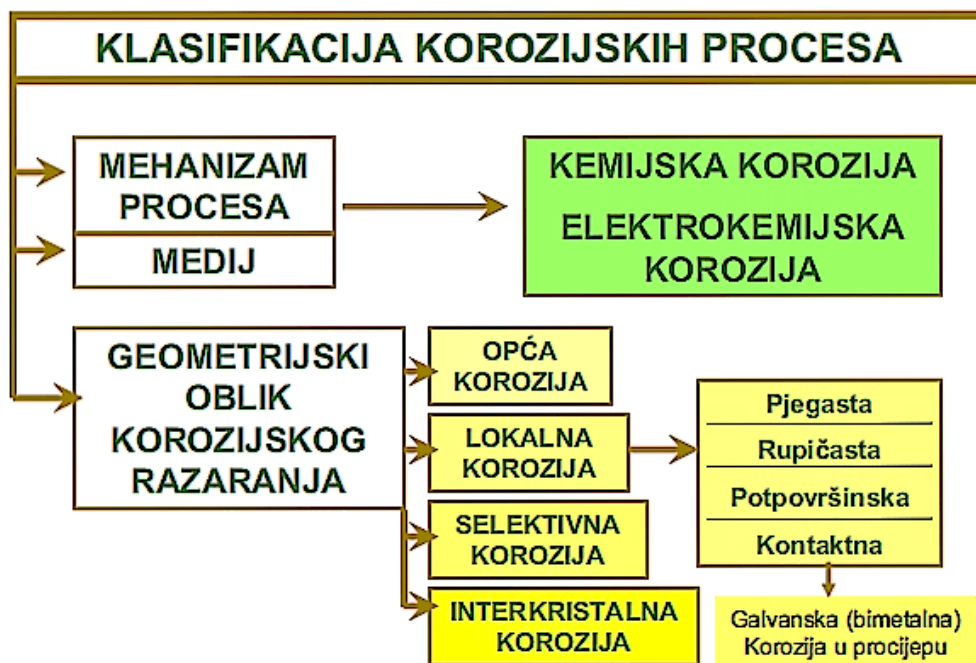 KLASIFIKACIJA KOROZIJSKIH PROCESA
MEHANIZAM
PROCESA
MEDIJ
KEMIJSKA KOROZIJA
ELEKTROKEMIJSKA
KOROZIJA
GEOMETRIJSKI
OBLIK
KOROZIJSKOG
RAZARANJA
OPĆA
KOROZIJA
LOKALNA
KOROZIJA
SELEKTIVNA
KOROZIJA
INTERKRISTALNA
KOROZIJA
Pjegasta
Rupičasta
Potpovršinska
Kontaktna
Galvanska (bimetalna)
Korozija u procijepu